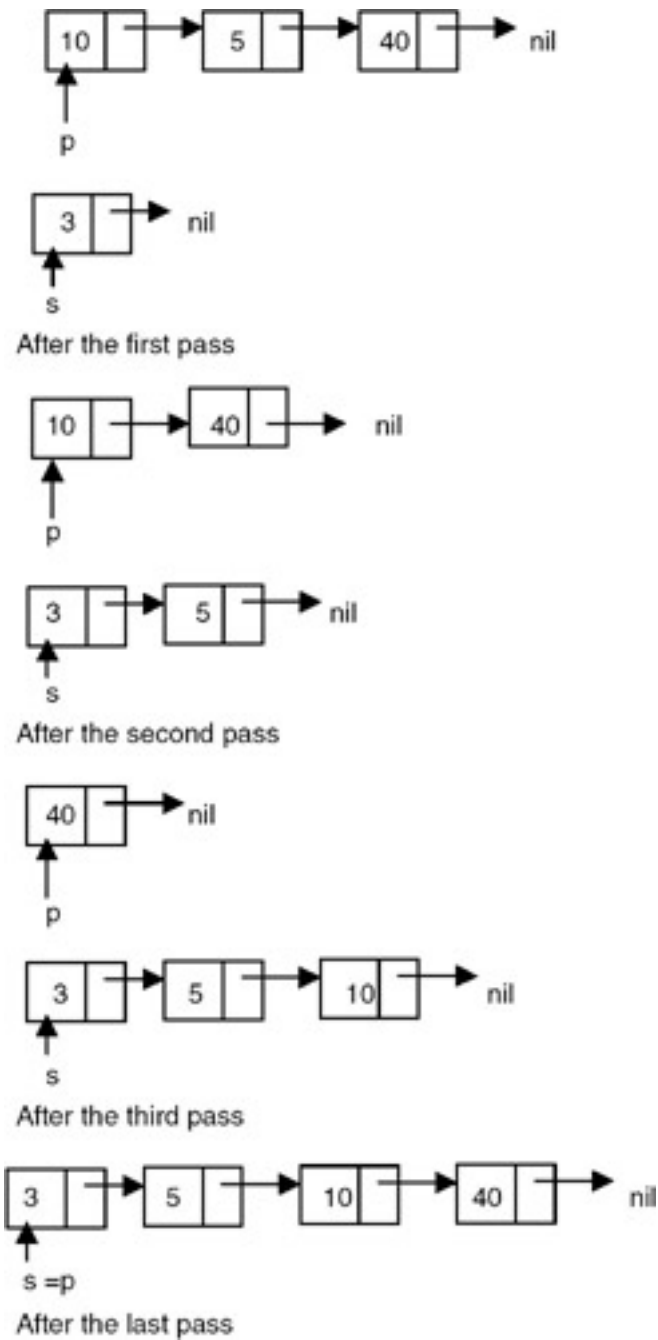 10 5 40 nil
p
3 nil
s
After the first pass
10 40 nil
p
3 5 nil
s
After the second pass
40 nil
p
3 5 10 nil
s
After the third pass
3 5 10 40 nil
s =p
After the last pass